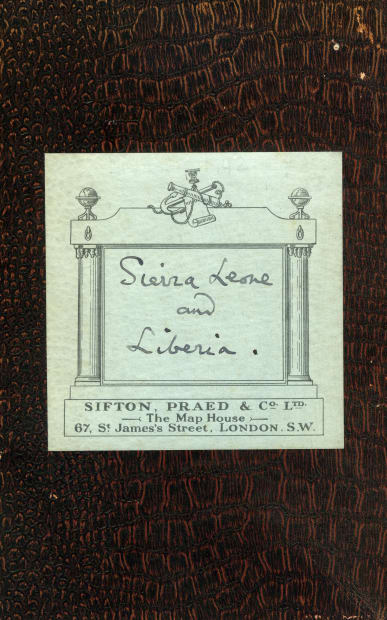 Sierra Leone
and
Liberia.
SIFTON, PRAED & Co. LTD.
The Map House
67, St James's Street, LONDON. S.W.